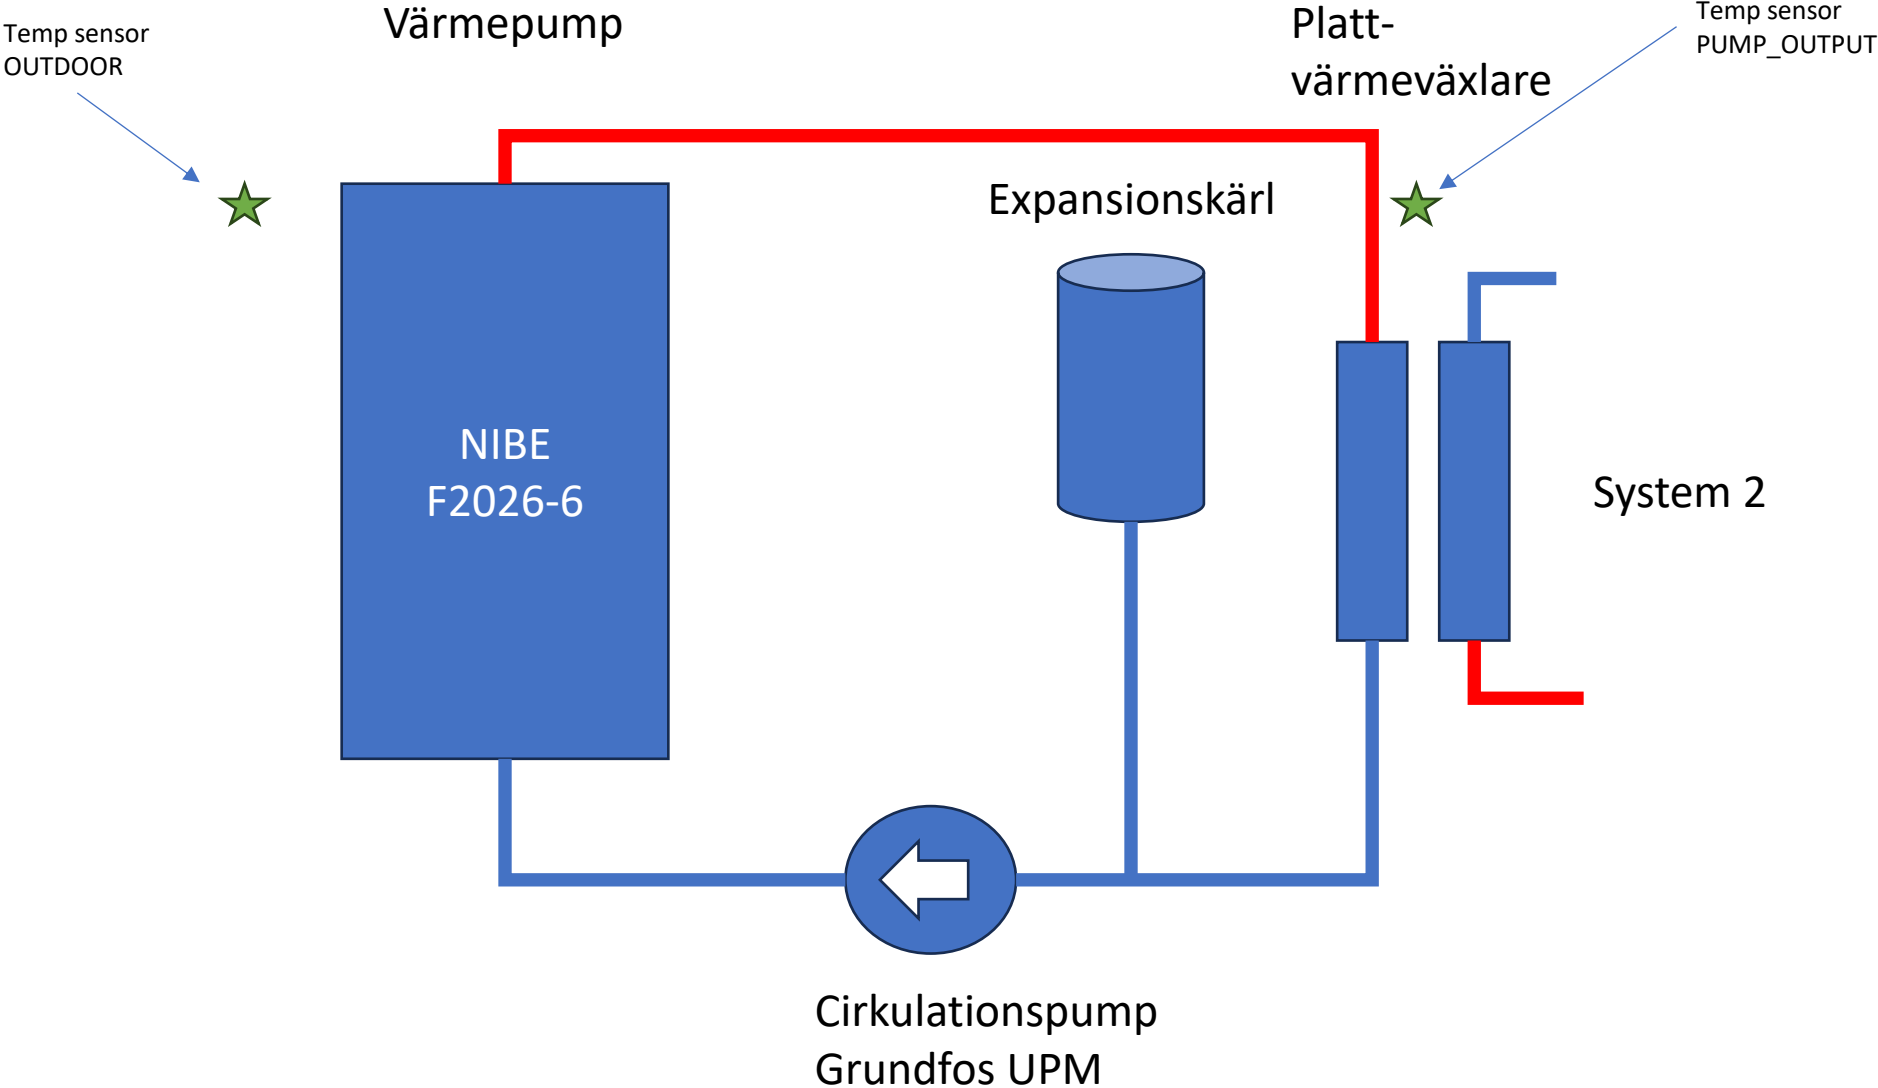 Temp sensor
OUTDOOR
Värmepump
Platt-
värmeväxlare
Temp sensor
PUMP_OUTPUT
Expansionskärl
NIBE
F2026-6
System 2
Cirkulationspump
Grundfos UPM